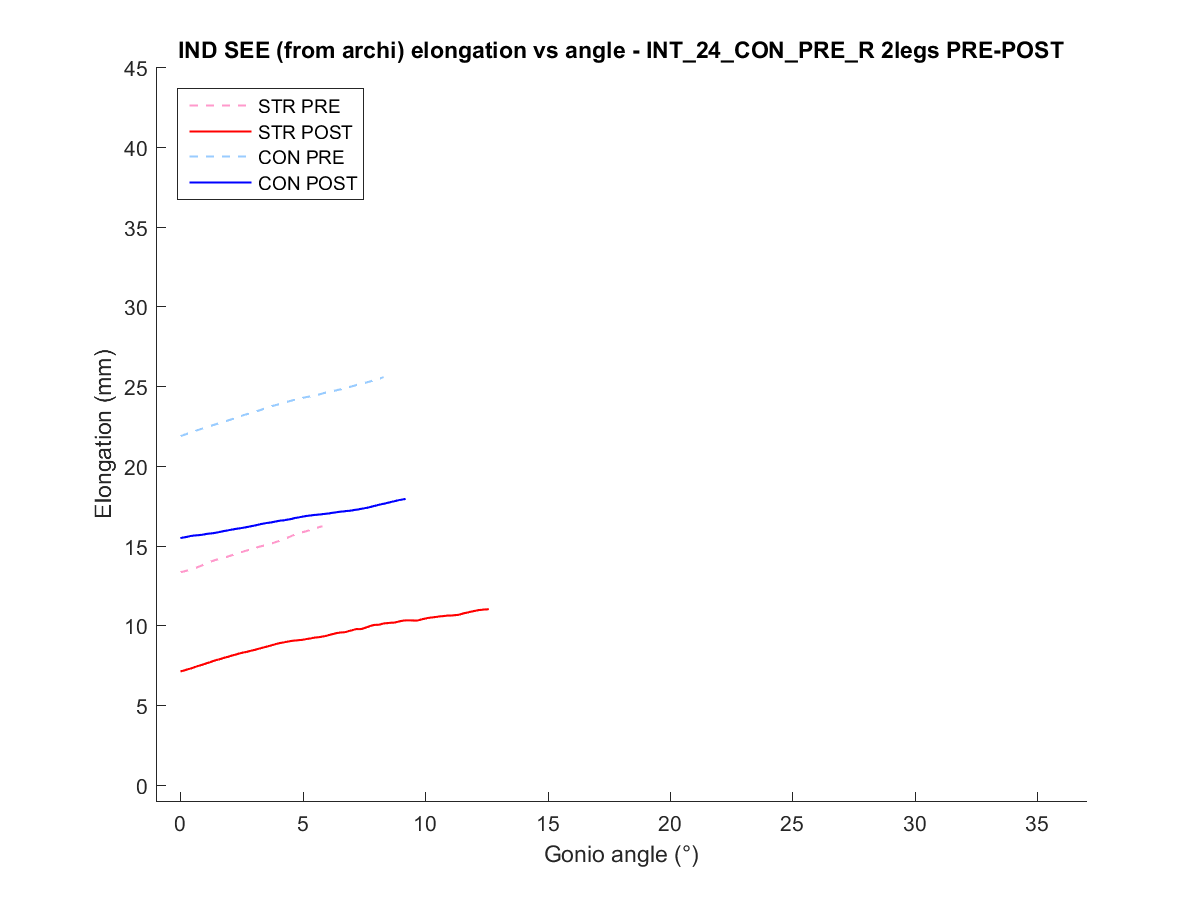 IND SEE (from archi) elongation vs angle - INT_24_CON_PRE_R 2legs PRE-POST
45
40
35
30
25
20
15
10
5
0
Elongation (mm)
STR PRE
STR POST
CON PRE
CON POST
0 5 10 15 20 25 30 35
Gonio angle (°)